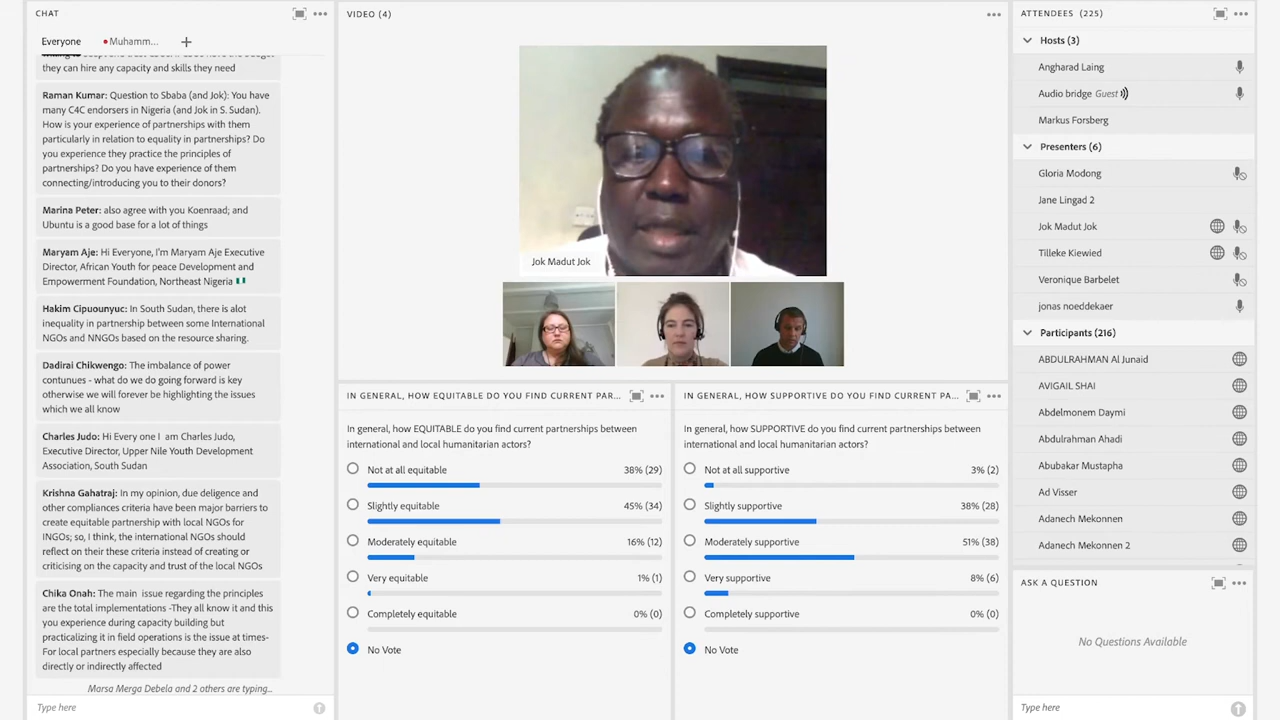 CHAT
Everyone
Muhamm...
they can hire any capacity and skills they need
Raman Kumar: Question to Sbaba (and Jok): You have
many C4C endorsers in Nigeria (and Jok in S. Sudan).
How is your experience of partnerships with them
particularly in relation to equality in partnerships? Do
you experience they practice the principles of
partnerships? Do you have experience of them
connecting/introducing you to their donors?
Marina Peter: also agree with you Koenraad; and
Ubuntu is a good base for a lot of things
Maryam Aje: Hi Everyone, I'm Maryam Aje Executive
Director, African Youth for peace Development and
Empowerment Foundation, Northeast Nigeria
Hakim Cipuounyuc: In South Sudan, there is alot
inequality in partnership between some International
NGOs and NNGOs based on the resource sharing.
Dadirai Chikwengo: The imbalance of power
contunues - what do we do going forward is key
otherwise we will forever be highlighting the issues
which we all know
Charles Judo: Hi Every one I am Charles Judo,
Executive Director, Upper Nile Youth Development
Association, South Sudan
Krishna Gahatraj: In my opinion, due deligence and
other compliances criteria have been major barriers to
create equitable partnership with local NGOs for
INGOs; so, I think, the international NGOs should
reflect on their these criteria instead of creating or
criticising on the capacity and trust of the local NGOs
Chika Onah: The main issue regarding the principles
are the total implementations -They all know it and this
you experience during capacity building but
practicalizing it in field operations is the issue at times-
For local partners especially because they are also
directly or indirectly affected
Marsa Merga Debela and 2 others are typing...
Type here
VIDEO (4)
Jok Madut Jok
IN GENERAL, HOW EQUITABLE DO YOU FIND CURRENT PAR...
In general, how EQUITABLE do you find current partnerships between
international and local humanitarian actors?
Not at all equitable 38% (29)
Slightly equitable 45% (34)
Moderately equitable 16% (12)
Very equitable 1% (1)
Completely equitable 0% (0)
No Vote
IN GENERAL, HOW SUPPORTIVE DO YOU FIND CURRENT PA...
In general, how SUPPORTIVE do you find current partnerships between
international and local humanitarian actors?
Not at all supportive 3% (2)
Slightly supportive 38% (28)
Moderately supportive 51% (38)
Very supportive 8% (6)
Completely supportive 0% (0)
No Vote
ATTENDEES (225)
Hosts (3)
Angharad Laing
Audio bridge Guest
Markus Forsberg
Presenters (6)
Gloria Modong
Jane Lingad 2
Jok Madut Jok
Tilleke Kiewied
Veronique Barbelet
jonas noeddekaer
Participants (216)
ABDULRAHMAN Al Junaid
AVIGAIL SHAI
Abdelmonem Daymi
Abdulrahman Ahadi
Abubakar Mustapha
Ad Visser
Adanech Mekonnen
Adanech Mekonnen 2
ASK A QUESTION
No Questions Available
Type here